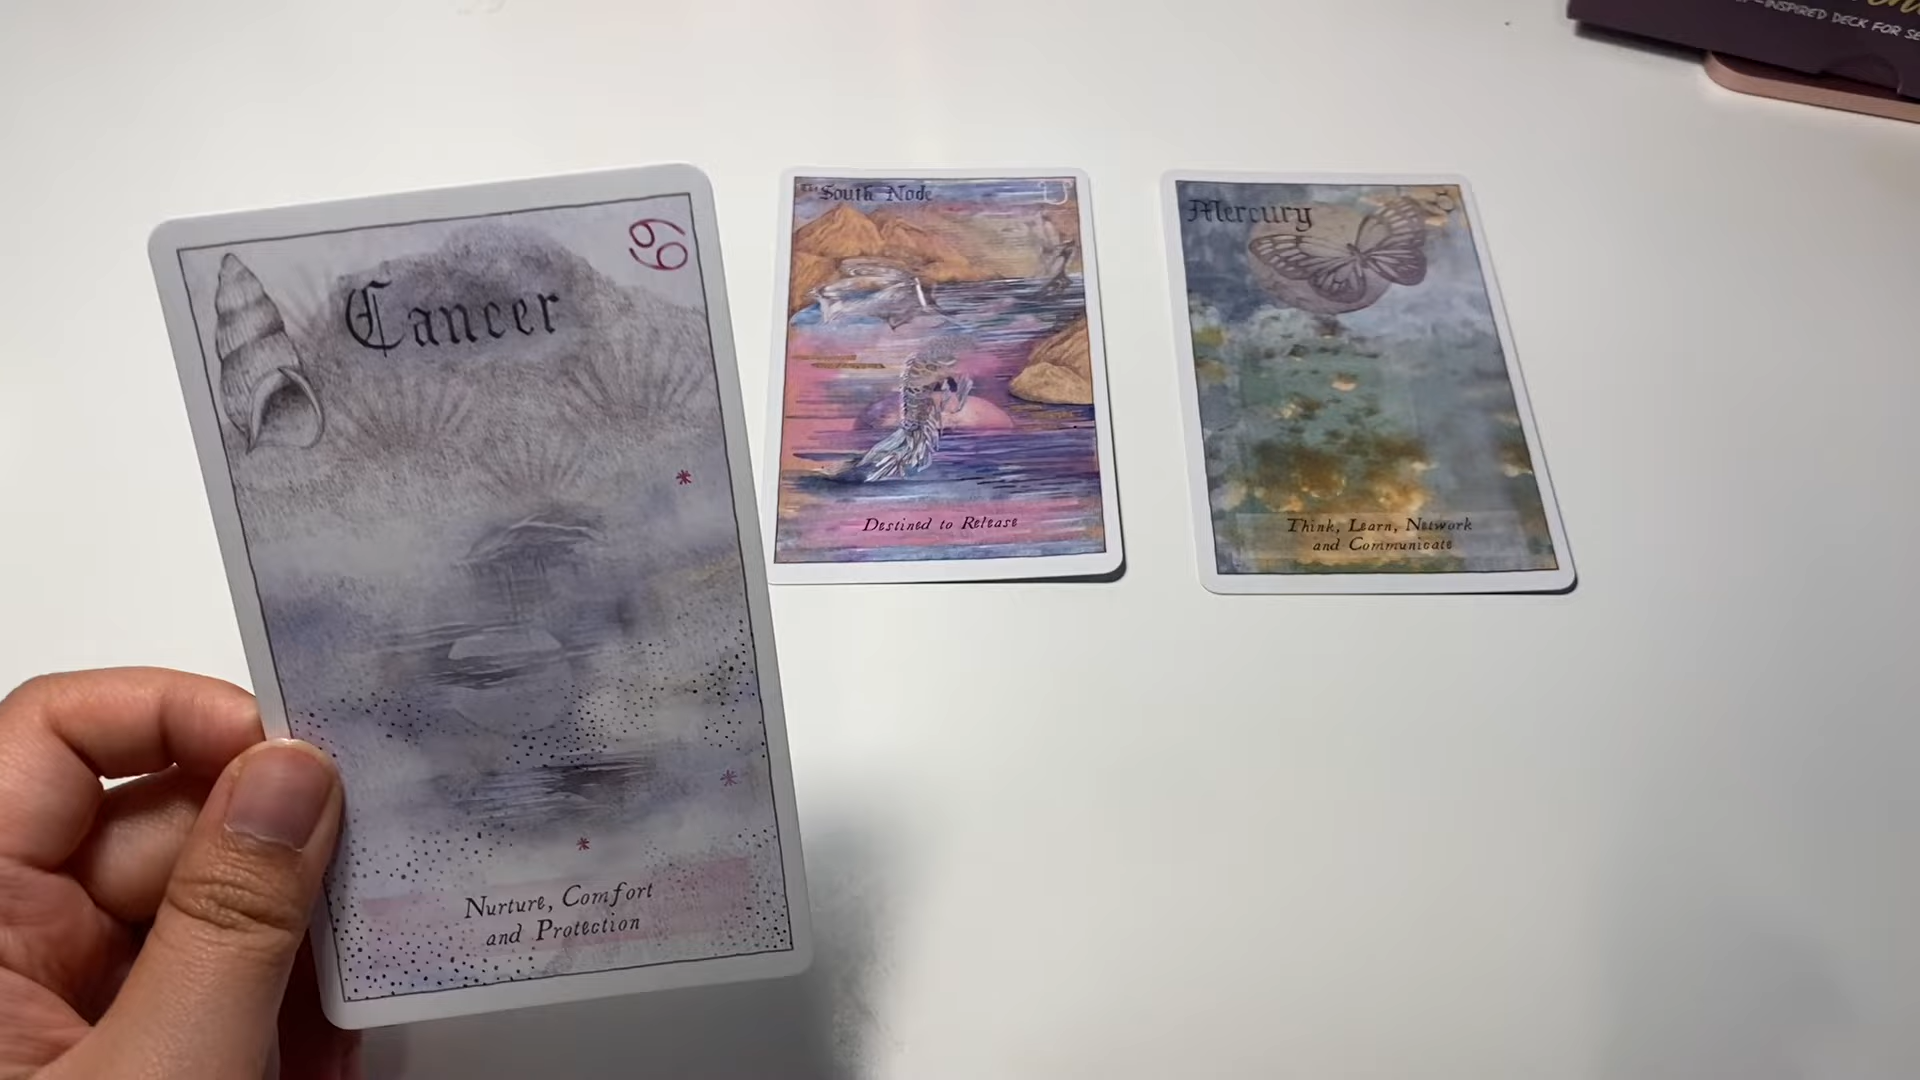 -INSPIRED DECK FOR SE
Cancer
Nurture, Comfort
and Protection
The South Node
Destined to Release
Mercury
Think, Learn, Network
and Communicate